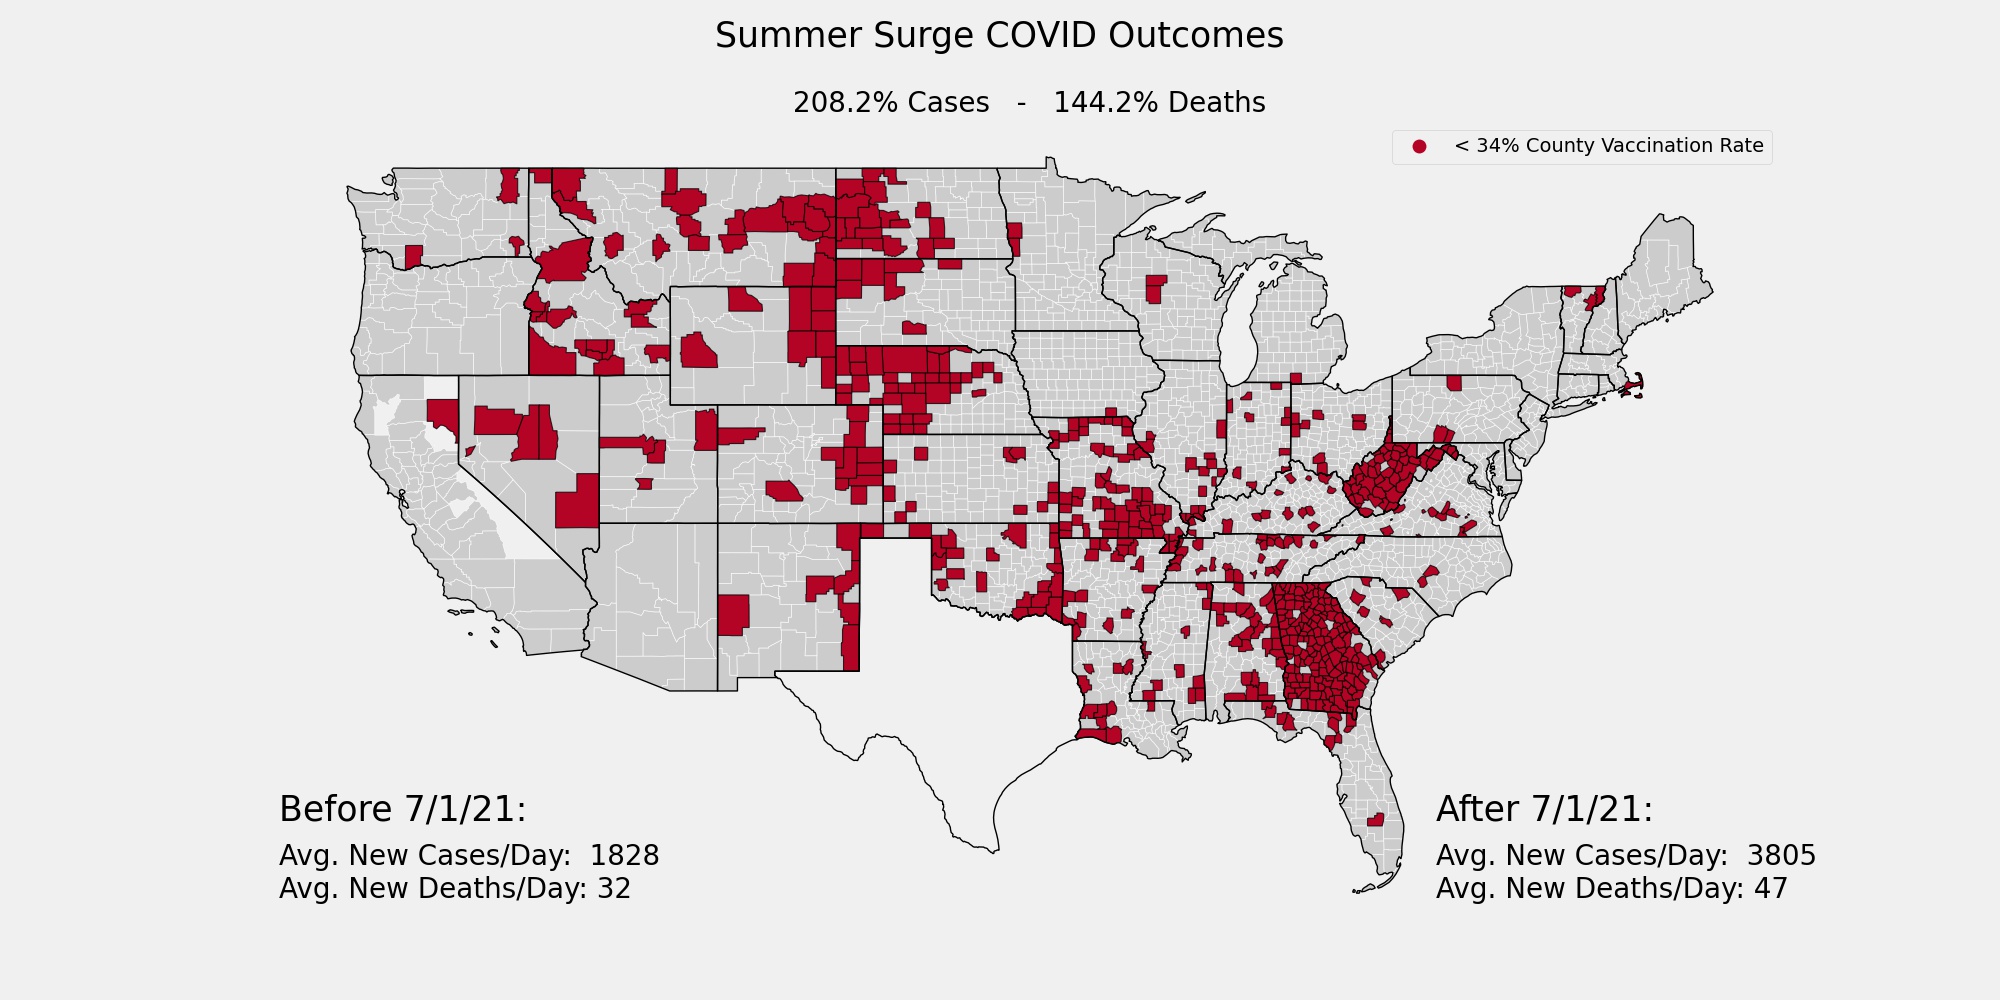 Summer Surge COVID Outcomes
208.2% Cases - 144.2% Deaths
< 34% County Vaccination Rate
Before 7/1/21:
Avg. New Cases/Day: 1828
Avg. New Deaths/Day: 32
After 7/1/21:
Avg. New Cases/Day: 3805
Avg. New Deaths/Day: 47